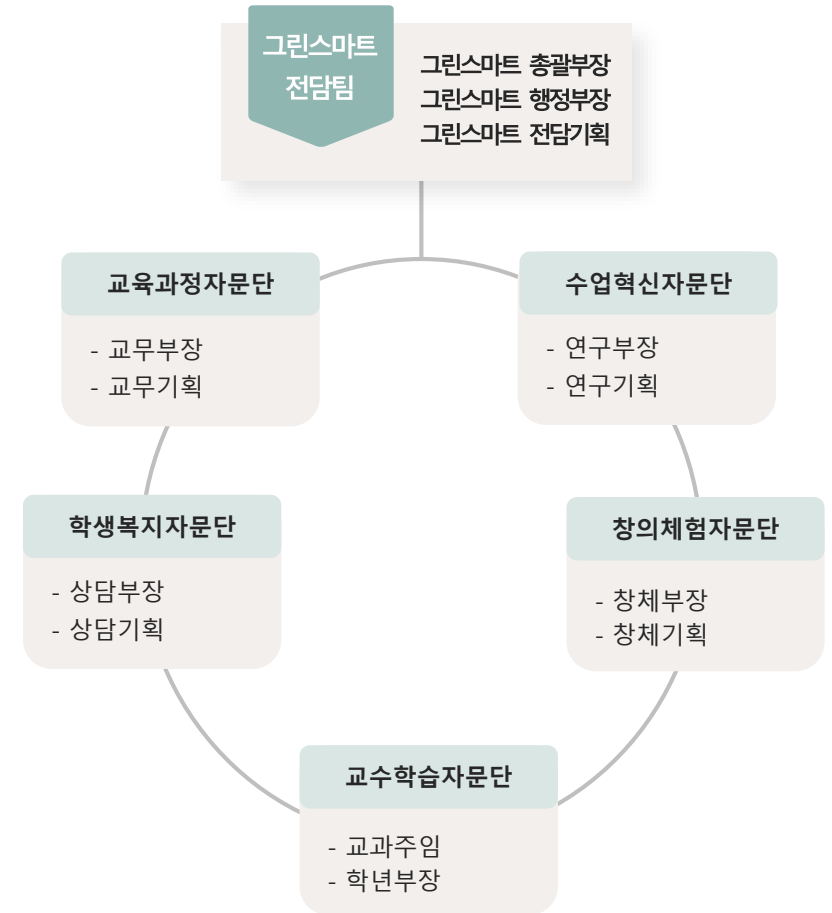 그린스마트
전담팀
그린스마트 총괄부장
그린스마트 행정부장
그린스마트 전담기획
교육과정자문단
- 교무부장
- 교무기획
수업혁신자문단
- 연구부장
- 연구기획
학생복지자문단
- 상담부장
- 상담기획
창의체험자문단
- 창체부장
- 창체기획
교수학습자문단
- 교과주임
- 학년부장